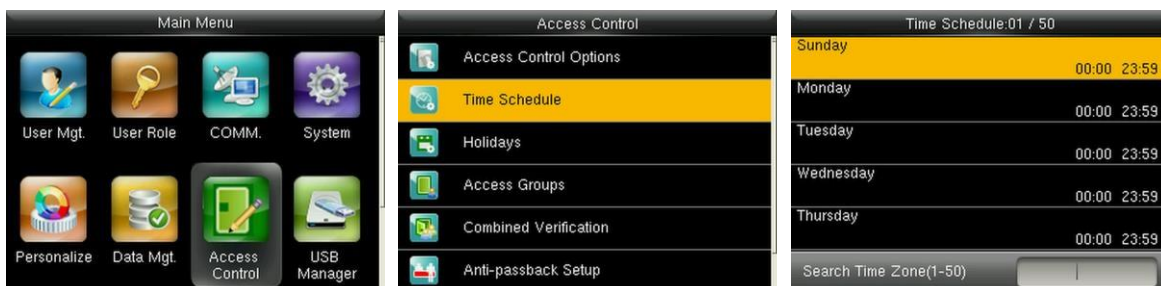 Main Menu
User Mgt. User Role COMM. System
Personalize Data Mgt. Access Control USB Manager
Access Control
Access Control Options
Time Schedule
Holidays
Access Groups
Combined Verification
Anti-passback Setup
Time Schedule:01 / 50
Sunday
00:00 23:59
Monday
00:00 23:59
Tuesday
00:00 23:59
Wednesday
00:00 23:59
Thursday
00:00 23:59
Search Time Zone(1-50)